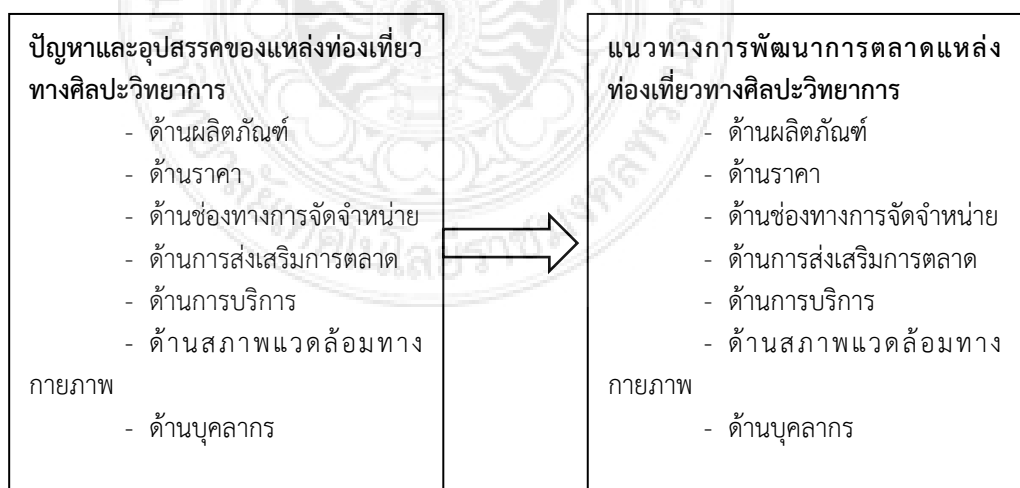 ปัญหาและอุปสรรคของแหล่งท่องเที่ยว
ทางศิลปะวิทยาการ
- ด้านผลิตภัณฑ์
- ด้านราคา
- ด้านช่องทางการจัดจำหน่าย
- ด้านการส่งเสริมการตลาด
- ด้านการบริการ
- ด้านสภาพแวดล้อมทาง
กายภาพ
- ด้านบุคลากร
แนวทางการพัฒนาการตลาดแหล่ง
ท่องเที่ยวทางศิลปะวิทยาการ
- ด้านผลิตภัณฑ์
- ด้านราคา
- ด้านช่องทางการจัดจำหน่าย
- ด้านการส่งเสริมการตลาด
- ด้านการบริการ
- ด้านสภาพแวดล้อมทาง
กายภาพ
- ด้านบุคลากร